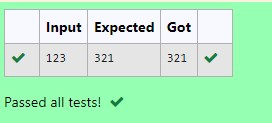 Input Expected Got
123 321 321
Passed all tests!